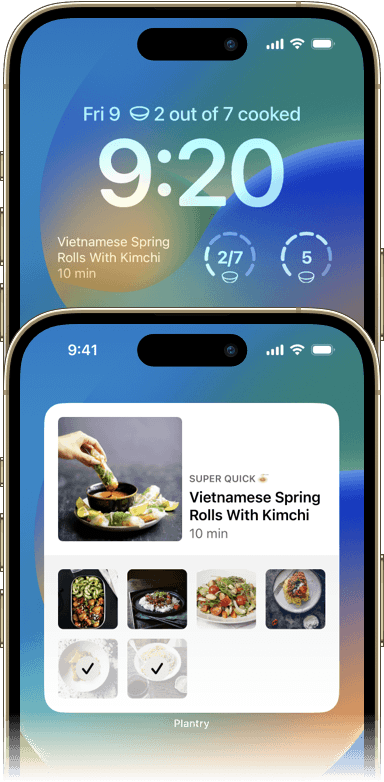 Fri 9 2 out of 7 cooked
9:20
Vietnamese Spring
Rolls With Kimchi
10 min
2/7
5
9:41
SUPER QUICK
Vietnamese Spring
Rolls With Kimchi
10 min
Plantry